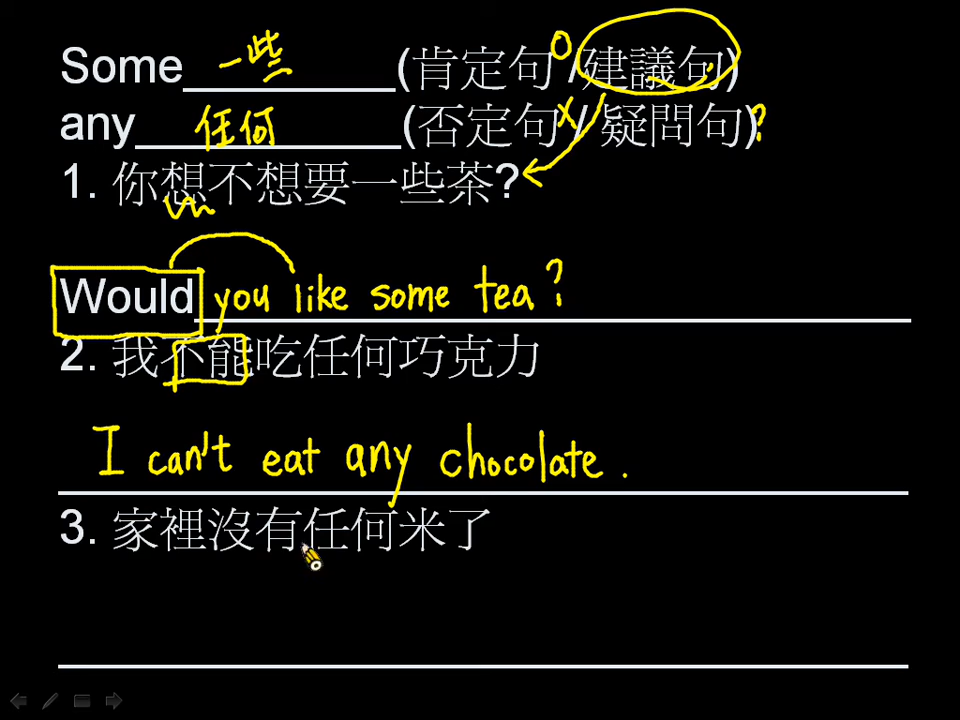 Some 一些 (肯定句 O /建議句)
any 任何 (否定句 X / 疑問句)?
1. 你想不想要一些茶?
Would you like some tea?
2. 我不能吃任何巧克力
I can't eat any chocolate.
3. 家裡沒有任何米了